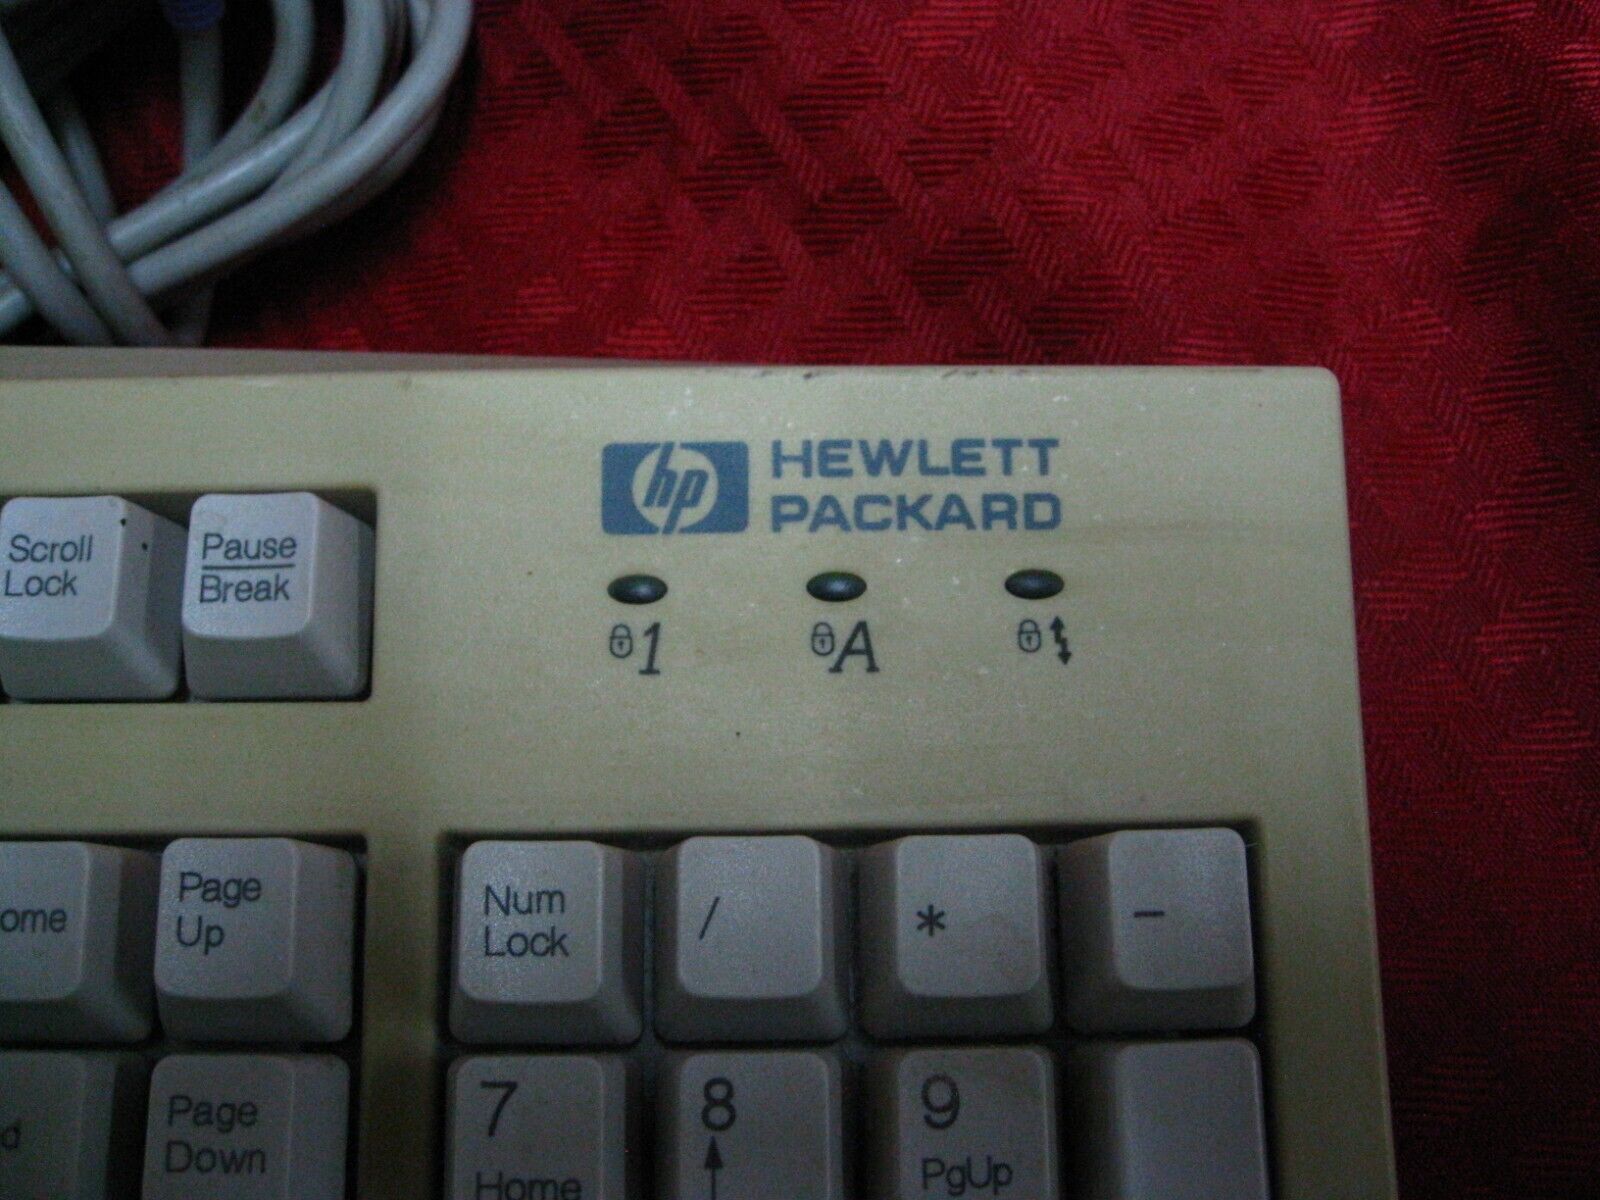 hp HEWLETT
PACKARD
1 A
Scroll
Lock
Pause
Break
ome
Page
Up
Num
Lock
/
*
-
d
Page
Down
7
Home
8
9
PgUp